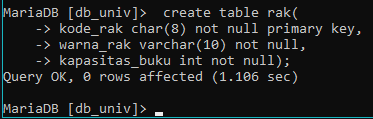 MariaDB [db_univ]>  create table rak(
    -> kode_rak char(8) not null primary key,
    -> warna_rak varchar(10) not null,
    -> kapasitas_buku int not null);
Query OK, 0 rows affected (1.106 sec)
MariaDB [db_univ]>